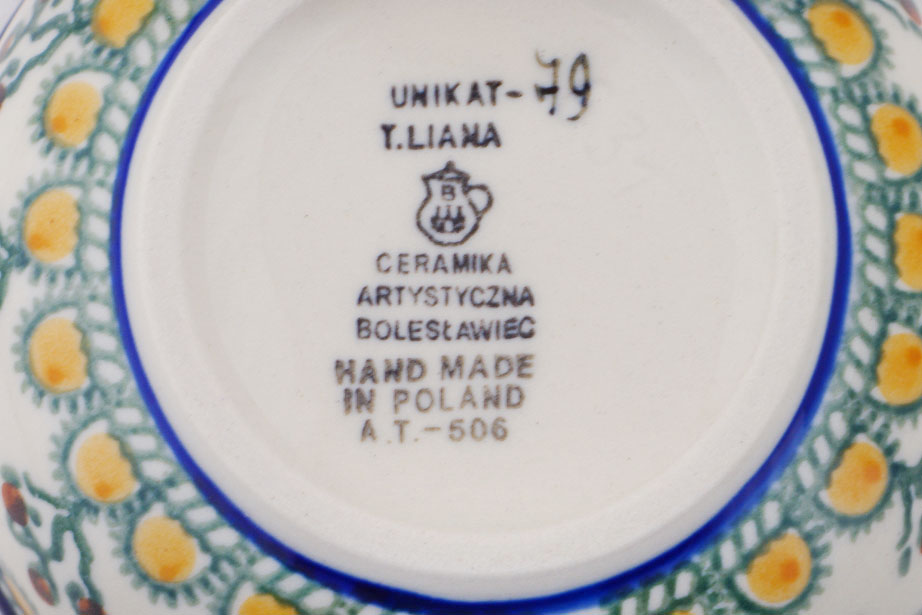 UNIKAT-79
T.LIANA
B
CERAMIKA
ARTYSTYCZNA
BOLESŁAWIEC
HAND MADE
IN POLAND
A.T.-506